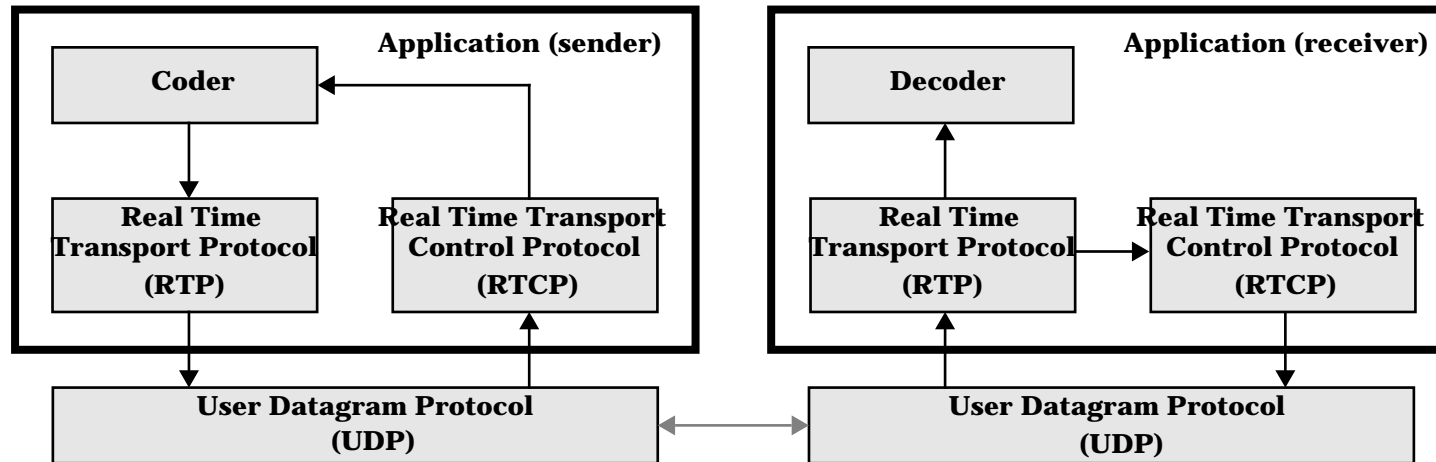 Application (sender)
Coder
Real Time
Transport Protocol
(RTP)
Real Time Transport
Control Protocol
(RTCP)
User Datagram Protocol
(UDP)
Application (receiver)
Decoder
Real Time
Transport Protocol
(RTP)
Real Time Transport
Control Protocol
(RTCP)
User Datagram Protocol
(UDP)